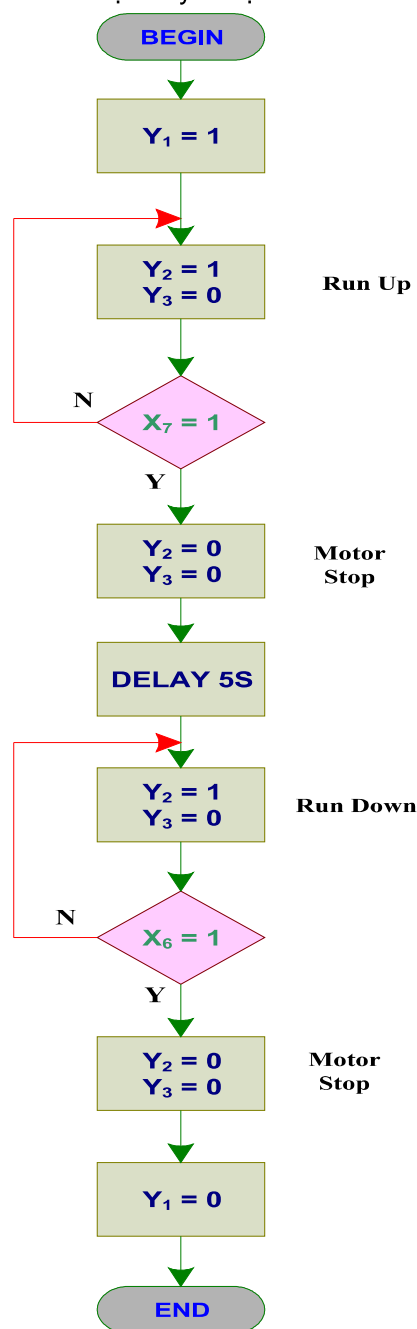 BEGIN
Y₁ = 1
Y₂ = 1
Y₃ = 0
Run Up
N
X₇ = 1
Y
Y₂ = 0
Y₃ = 0
Motor
Stop
DELAY 5S
Y₂ = 1
Y₃ = 0
Run Down
N
X₆ = 1
Y
Y₂ = 0
Y₃ = 0
Motor
Stop
Y₁ = 0
END